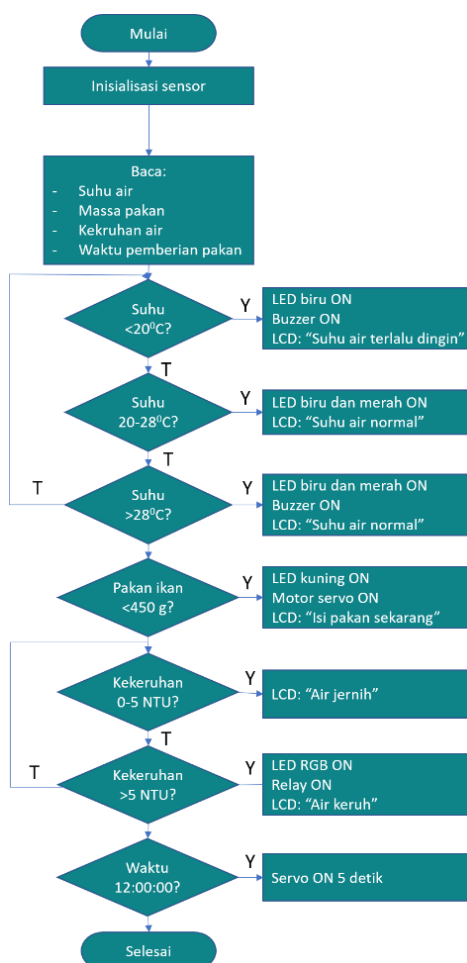 Mulai
Inisialisasi sensor
Baca:
- Suhu air
- Massa pakan
- Kekruhan air
- Waktu pemberian pakan
Suhu
<20⁰C?
Y
LED biru ON
Buzzer ON
LCD: “Suhu air terlalu dingin”
T
Suhu
20-28⁰C?
Y
LED biru dan merah ON
LCD: “Suhu air normal”
T
T
Suhu
>28⁰C?
Y
LED biru dan merah ON
Buzzer ON
LCD: “Suhu air normal”
Pakan ikan
<450 g?
Y
LED kuning ON
Motor servo ON
LCD: “Isi pakan sekarang”
Kekeruhan
0-5 NTU?
Y
LCD: “Air jernih”
T
T
Kekeruhan
>5 NTU?
Y
LED RGB ON
Relay ON
LCD: “Air keruh”
Waktu
12:00:00?
Y
Servo ON 5 detik
Selesai